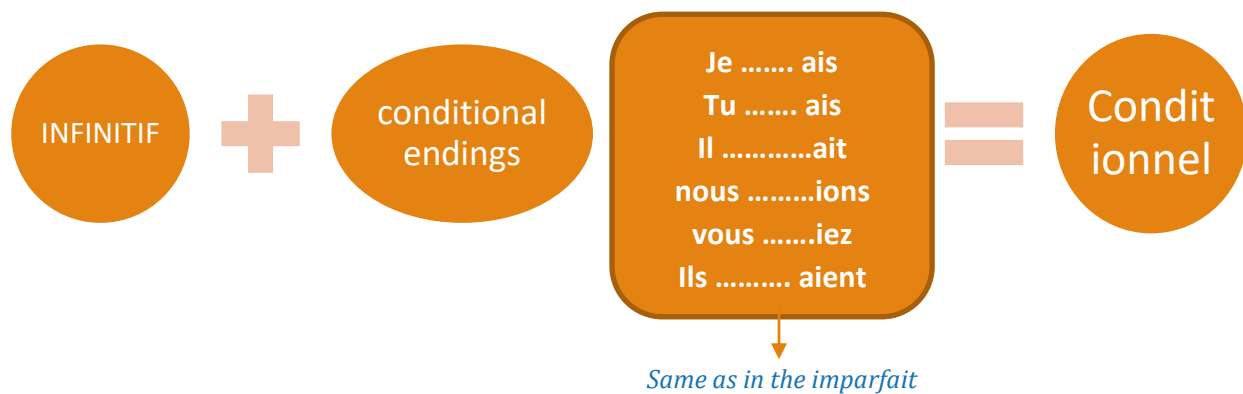 INFINITIF
conditional
endings
Je ……. ais
Tu ……. ais
Il …………ait
nous ………ions
vous …….iez
Ils ………. aient
Condit
ionnel
Same as in the imparfait